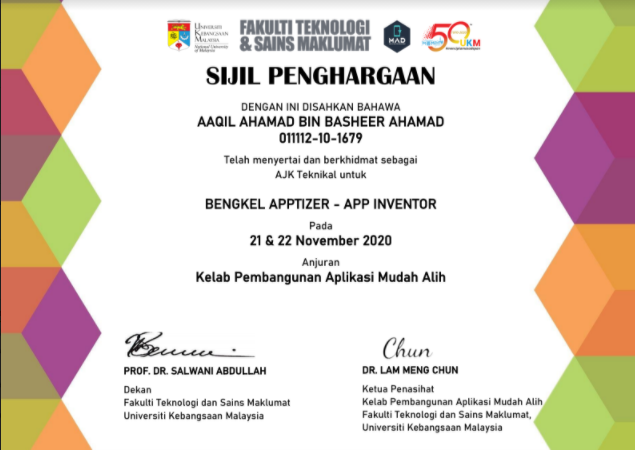 UNIVERSITI
KEBANGSAAN
MALAYSIA
National University
of Malaysia
FAKULTI TEKNOLOGI
& SAINS MAKLUMAT
MAD
50
UKM
SIJIL PENGHARGAAN
DENGAN INI DISAHKAN BAHAWA
AAQIL AHAMAD BIN BASHEER AHAMAD
011112-10-1679
Telah menyertai dan berkhidmat sebagai
AJK Teknikal untuk
BENGKEL APPTIZER - APP INVENTOR
Pada
21 & 22 November 2020
Anjuran
Kelab Pembangunan Aplikasi Mudah Alih
Chun
PROF. DR. SALWANI ABDULLAH
Dekan
Fakulti Teknologi dan Sains Maklumat
Universiti Kebangsaan Malaysia
DR. LAM MENG CHUN
Ketua Penasihat
Kelab Pembangunan Aplikasi Mudah Alih
Fakulti Teknologi dan Sains Maklumat,
Universiti Kebangsaan Malaysia